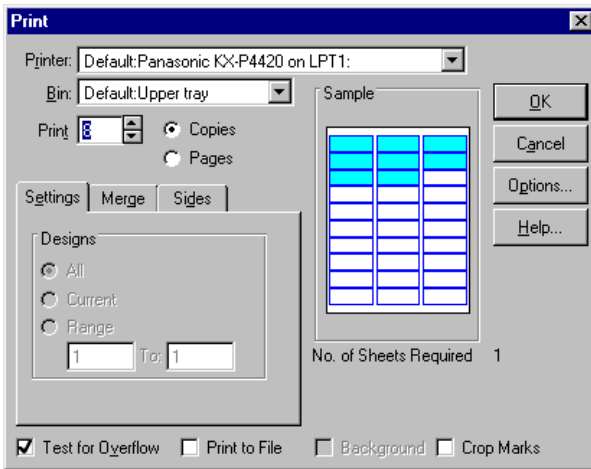 Print
Printer: Default:Panasonic KX-P4420 on LPT1:
Bin: Default:Upper tray
Print 8 Copies
Pages
Sample
OK
Cancel
Options...
Help...
Settings Merge Sides
Designs
All
Current
Range
1 To: 1
No. of Sheets Required 1
Test for Overflow Print to File Background Crop Marks